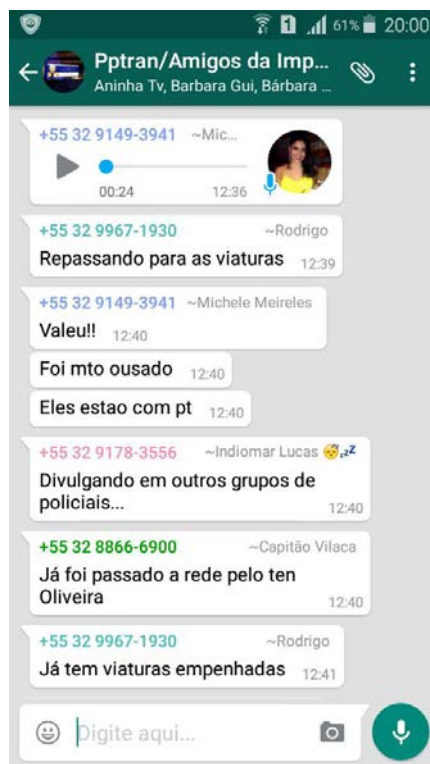 1 61% 20:00
Pptran/Amigos da Imp...
Aninha Tv, Barbara Gui, Bárbara ...
+55 32 9149-3941 ~Mic...
00:24 12:36
+55 32 9967-1930 ~Rodrigo
Repassando para as viaturas 12:39
+55 32 9149-3941 ~Michele Meireles
Valeu!! 12:40
Foi mto ousado 12:40
Eles estao com pt 12:40
+55 32 9178-3556 ~Indiomar Lucas 😴💤
Divulgando em outros grupos de
policiais... 12:40
+55 32 8866-6900 ~Capitão Vilaca
Já foi passado a rede pelo ten
Oliveira 12:40
+55 32 9967-1930 ~Rodrigo
Já tem viaturas empenhadas 12:41
Digite aqui...